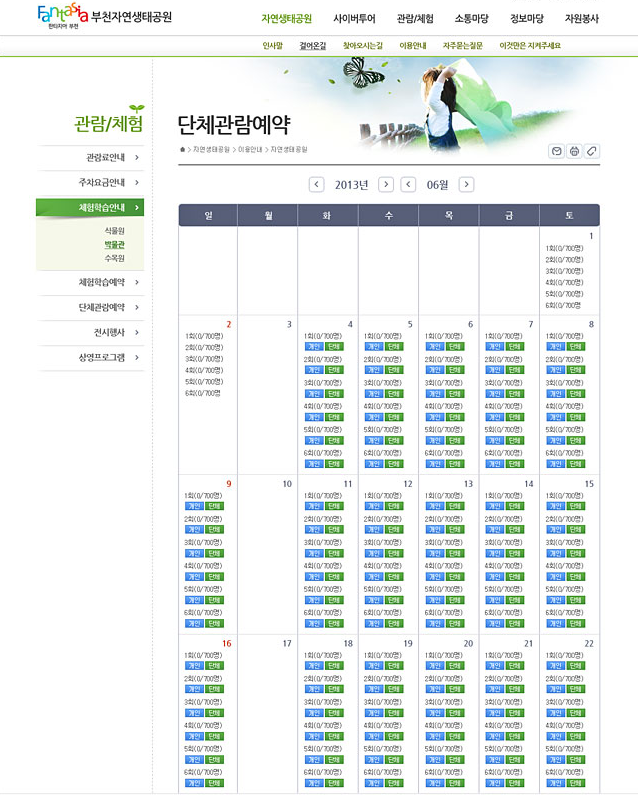 Fantasia 부천자연생태공원
판타지아 부천
자연생태공원 사이버투어 관람/체험 소통마당 정보마당 자원봉사
인사말 걸어온길 찾아오시는길 이용안내 자주묻는질문 이것만은 지켜주세요
관람/체험
관람료안내
주차요금안내
체험학습안내
식물원
박물관
수목원
체험학습예약
단체관람예약
전시행사
상영프로그램
단체관람예약
> 자연생태공원 > 이용안내 > 자연생태공원
< 2013년 > < 06월 >
일 월 화 수 목 금 토
1
1회(0/700명)
2회(0/700명)
3회(0/700명)
4회(0/700명)
5회(0/700명)
6회(0/700명
2 3 4 5 6 7 8
1회(0/700명) 1회(0/700명) 1회(0/700명) 1회(0/700명) 1회(0/700명) 1회(0/700명)
개인 단체 개인 단체 개인 단체 개인 단체 개인 단체
2회(0/700명) 2회(0/700명) 2회(0/700명) 2회(0/700명) 2회(0/700명) 2회(0/700명)
개인 단체 개인 단체 개인 단체 개인 단체 개인 단체
3회(0/700명) 3회(0/700명) 3회(0/700명) 3회(0/700명) 3회(0/700명) 3회(0/700명)
개인 단체 개인 단체 개인 단체 개인 단체 개인 단체
4회(0/700명) 4회(0/700명) 4회(0/700명) 4회(0/700명) 4회(0/700명) 4회(0/700명)
개인 단체 개인 단체 개인 단체 개인 단체 개인 단체
5회(0/700명) 5회(0/700명) 5회(0/700명) 5회(0/700명) 5회(0/700명) 5회(0/700명)
개인 단체 개인 단체 개인 단체 개인 단체 개인 단체
6회(0/700명 6회(0/700명) 6회(0/700명) 6회(0/700명) 6회(0/700명) 6회(0/700명)
개인 단체 개인 단체 개인 단체 개인 단체 개인 단체
9 10 11 12 13 14 15
1회(0/700명) 1회(0/700명) 1회(0/700명) 1회(0/700명) 1회(0/700명) 1회(0/700명)
개인 단체 개인 단체 개인 단체 개인 단체 개인 단체 개인 단체
2회(0/700명) 2회(0/700명) 2회(0/700명) 2회(0/700명) 2회(0/700명) 2회(0/700명)
개인 단체 개인 단체 개인 단체 개인 단체 개인 단체 개인 단체
3회(0/700명) 3회(0/700명) 3회(0/700명) 3회(0/700명) 3회(0/700명) 3회(0/700명)
개인 단체 개인 단체 개인 단체 개인 단체 개인 단체 개인 단체
4회(0/700명) 4회(0/700명) 4회(0/700명) 4회(0/700명) 4회(0/700명) 4회(0/700명)
개인 단체 개인 단체 개인 단체 개인 단체 개인 단체 개인 단체
5회(0/700명) 5회(0/700명) 5회(0/700명) 5회(0/700명) 5회(0/700명) 5회(0/700명)
개인 단체 개인 단체 개인 단체 개인 단체 개인 단체 개인 단체
6회(0/700명) 6회(0/700명) 6회(0/700명) 6회(0/700명) 6회(0/700명) 6회(0/700명)
개인 단체 개인 단체 개인 단체 개인 단체 개인 단체 개인 단체
16 17 18 19 20 21 22
1회(0/700명) 1회(0/700명) 1회(0/700명) 1회(0/700명) 1회(0/700명) 1회(0/700명)
개인 단체 개인 단체 개인 단체 개인 단체 개인 단체 개인 단체
2회(0/700명) 2회(0/700명) 2회(0/700명) 2회(0/700명) 2회(0/700명) 2회(0/700명)
개인 단체 개인 단체 개인 단체 개인 단체 개인 단체 개인 단체
3회(0/700명) 3회(0/700명) 3회(0/700명) 3회(0/700명) 3회(0/700명) 3회(0/700명)
개인 단체 개인 단체 개인 단체 개인 단체 개인 단체 개인 단체
4회(0/700명) 4회(0/700명) 4회(0/700명) 4회(0/700명) 4회(0/700명) 4회(0/700명)
개인 단체 개인 단체 개인 단체 개인 단체 개인 단체 개인 단체
5회(0/700명) 5회(0/700명) 5회(0/700명) 5회(0/700명) 5회(0/700명) 5회(0/700명)
개인 단체 개인 단체 개인 단체 개인 단체 개인 단체 개인 단체
6회(0/700명) 6회(0/700명) 6회(0/700명) 6회(0/700명) 6회(0/700명) 6회(0/700명)
개인 단체 개인 단체 개인 단체 개인 단체 개인 단체 개인 단체